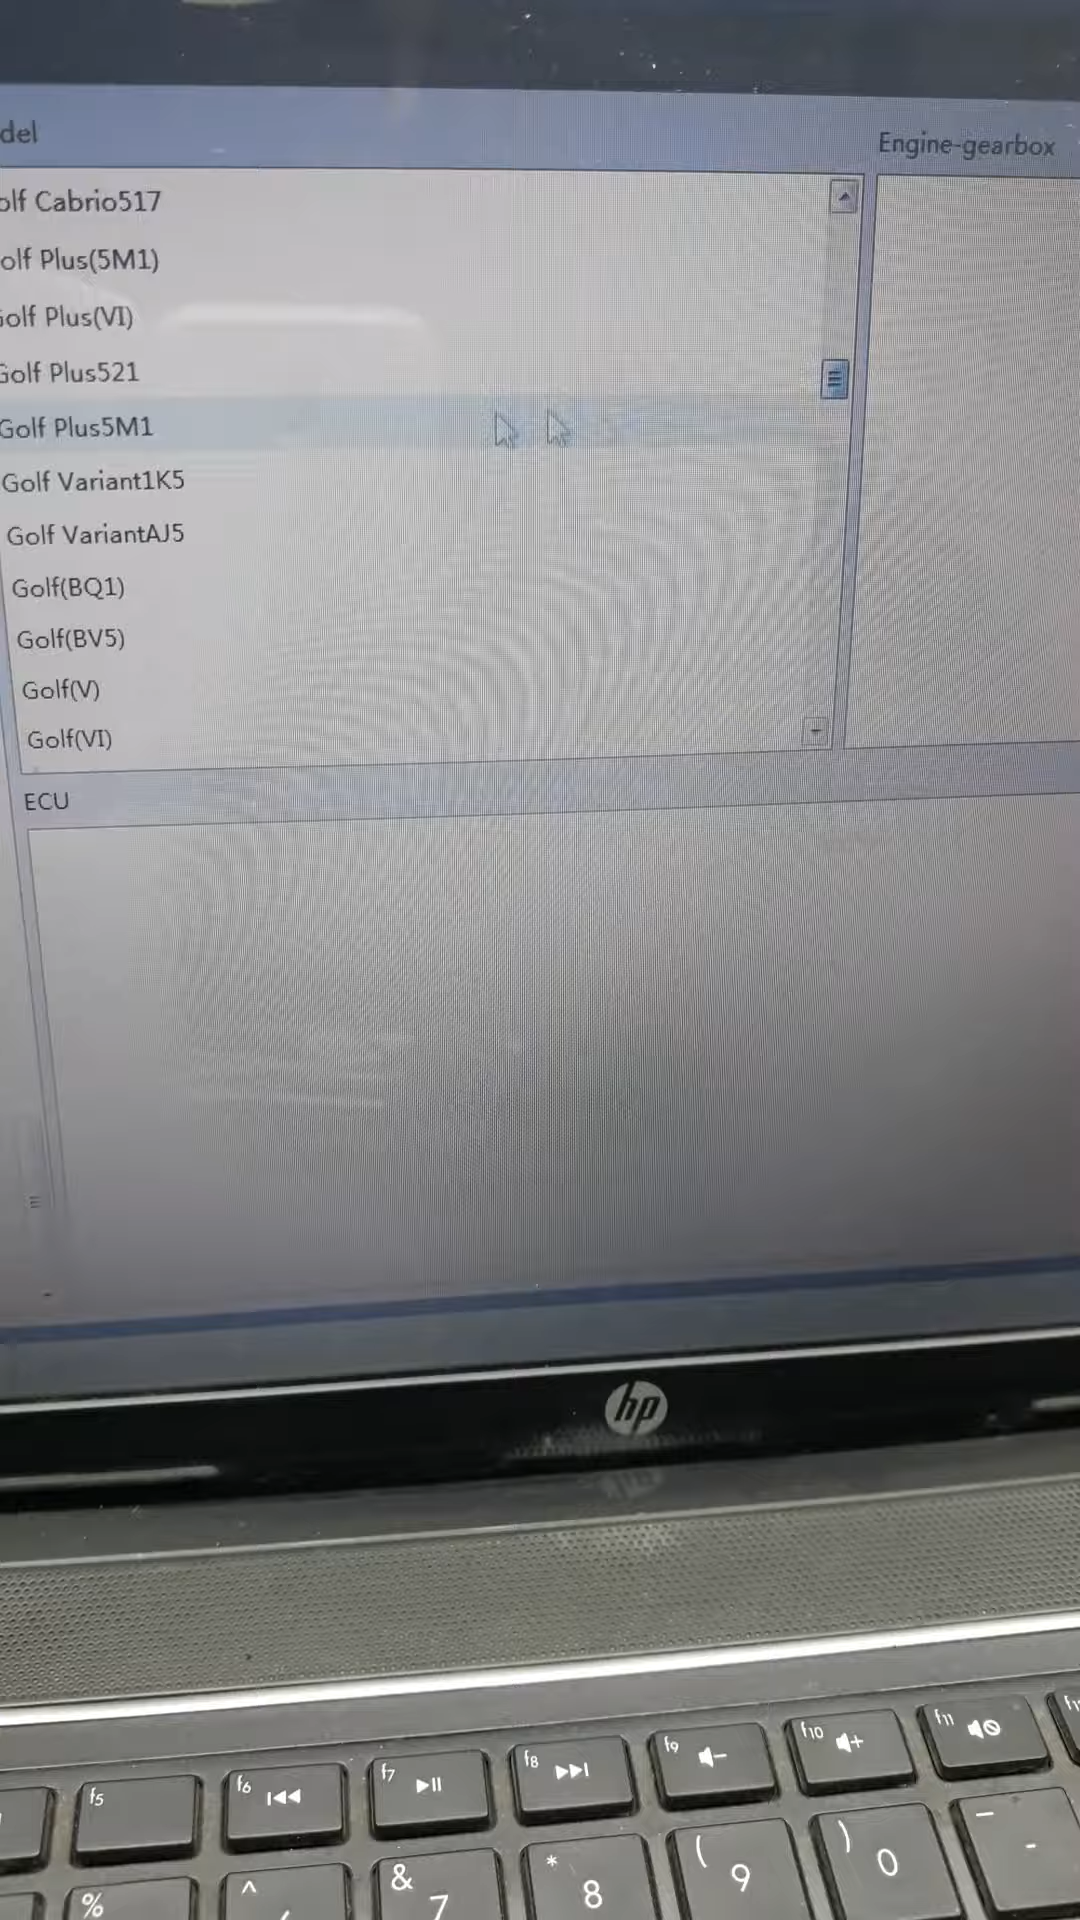 del
Engine-gearbox
olf Cabrio517
olf Plus(5M1)
Golf Plus(VI)
Golf Plus521
Golf Plus5M1
Golf Variant1K5
Golf VariantAJ5
Golf(BQ1)
Golf(BV5)
Golf(V)
Golf(VI)
ECU
hp
f5
f6
f7
f8
f9
f10
f11
%
^
& 7
* 8
( 9
) 0
-